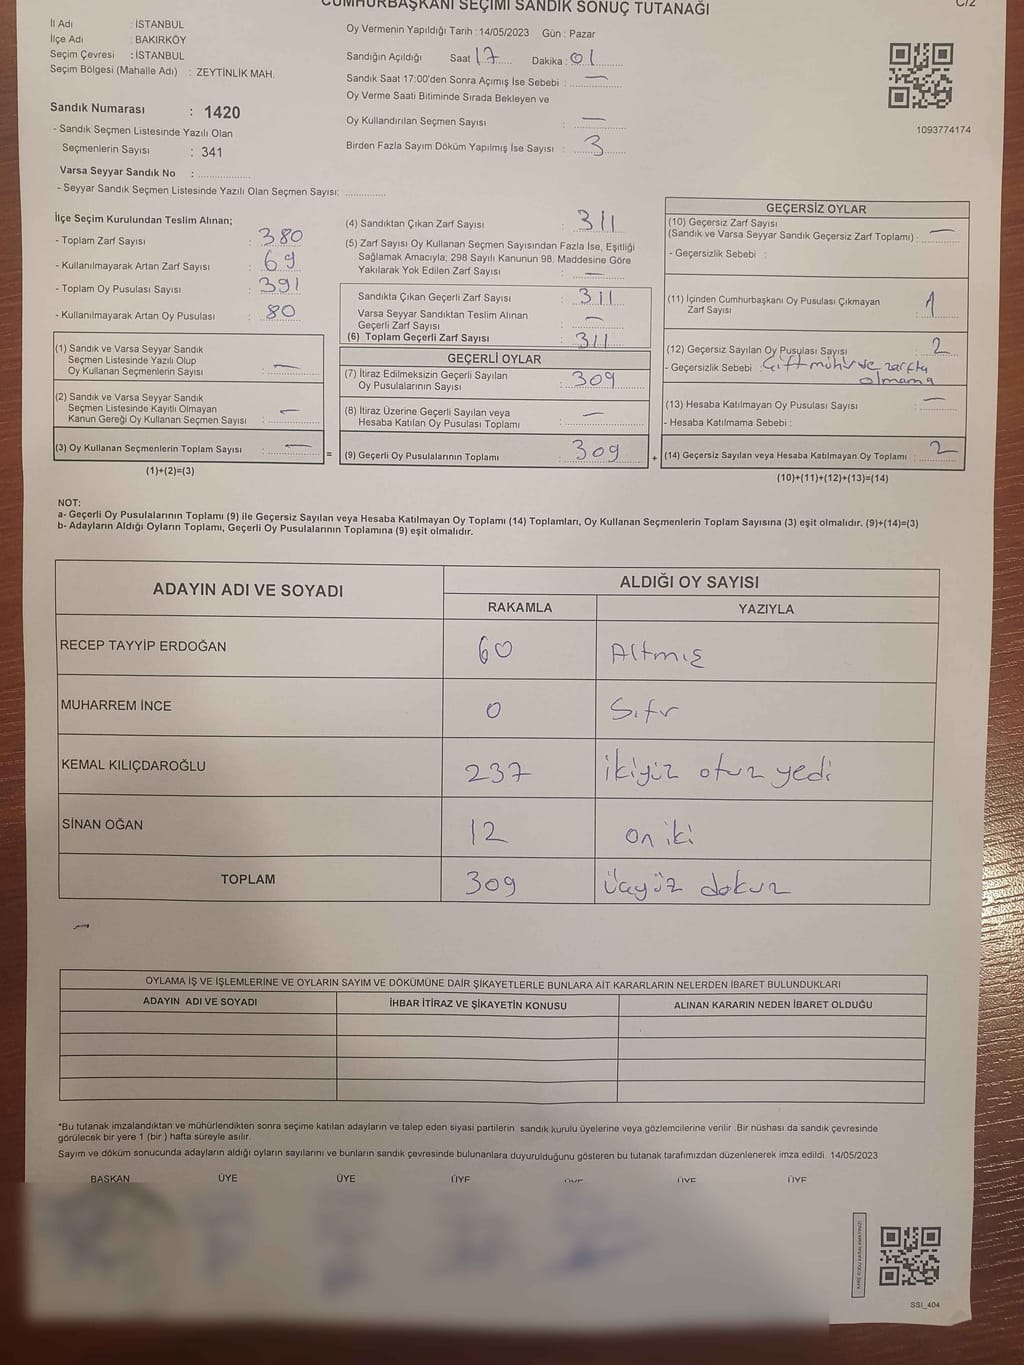 CUMHURBAŞKANI SEÇİMİ SANDIK SONUÇ TUTANAĞI
C/2
İl Adı : İSTANBUL
İlçe Adı : BAKIRKÖY
Seçim Çevresi : İSTANBUL
Seçim Bölgesi (Mahalle Adı) : ZEYTİNLİK MAH.
Sandık Numarası : 1420
- Sandık Seçmen Listesinde Yazılı Olan
Seçmenlerin Sayısı : 341
Varsa Seyyar Sandık No :
- Seyyar Sandık Seçmen Listesinde Yazılı Olan Seçmen Sayısı:
Oy Vermenin Yapıldığı Tarih : 14/05/2023 Gün : Pazar
Sandığın Açıldığı Saat 17 Dakika : 01
Sandık Saat 17:00'den Sonra Açımış İse Sebebi : —
Oy Verme Saati Bitiminde Sırada Bekleyen ve
Oy Kullandırılan Seçmen Sayısı : —
Birden Fazla Sayım Döküm Yapılmış İse Sayısı : 3
1093774174
İlçe Seçim Kurulundan Teslim Alınan;
- Toplam Zarf Sayısı : 380
- Kullanılmayarak Artan Zarf Sayısı : 69
- Toplam Oy Pusulası Sayısı : 391
- Kullanılmayarak Artan Oy Pusulası : 80
(1) Sandık ve Varsa Seyyar Sandık
Seçmen Listesinde Yazılı Olup
Oy Kullanan Seçmenlerin Sayısı : —
(2) Sandık ve Varsa Seyyar Sandık
Seçmen Listesinde Kayıtlı Olmayan
Kanun Gereği Oy Kullanan Seçmen Sayısı : —
(3) Oy Kullanan Seçmenlerin Toplam Sayısı : —
(1)+(2)=(3)
(4) Sandıktan Çıkan Zarf Sayısı : 311
(5) Zarf Sayısı Oy Kullanan Seçmen Sayısından Fazla İse, Eşitliği
Sağlamak Amacıyla; 298 Sayılı Kanunun 98. Maddesine Göre
Yakılarak Yok Edilen Zarf Sayısı : —
Sandıkta Çıkan Geçerli Zarf Sayısı : 311
Varsa Seyyar Sandıktan Teslim Alınan
Geçerli Zarf Sayısı : —
(6) Toplam Geçerli Zarf Sayısı : 311
GEÇERLİ OYLAR
(7) İtiraz Edilmeksizin Geçerli Sayılan
Oy Pusulalarının Sayısı : 309
(8) İtiraz Üzerine Geçerli Sayılan veya
Hesaba Katılan Oy Pusulası Toplamı : —
= (9) Geçerli Oy Pusulalarının Toplamı : 309 +
GEÇERSİZ OYLAR
(10) Geçersiz Zarf Sayısı
(Sandık ve Varsa Seyyar Sandık Geçersiz Zarf Toplamı) : —
- Geçersizlik Sebebi :
(11) İçinden Cumhurbaşkanı Oy Pusulası Çıkmayan
Zarf Sayısı : 1
(12) Geçersiz Sayılan Oy Pusulası Sayısı : 2
- Geçersizlik Sebebi : Çift mühür ve zarfta
olmama
(13) Hesaba Katılmayan Oy Pusulası Sayısı : —
- Hesaba Katılmama Sebebi :
(14) Geçersiz Sayılan veya Hesaba Katılmayan Oy Toplamı : 2
(10)+(11)+(12)+(13)=(14)
NOT:
a- Geçerli Oy Pusulalarının Toplamı (9) ile Geçersiz Sayılan veya Hesaba Katılmayan Oy Toplamı (14) Toplamları, Oy Kullanan Seçmenlerin Toplam Sayısına (3) eşit olmalıdır. (9)+(14)=(3)
b- Adayların Aldığı Oyların Toplamı, Geçerli Oy Pusulalarının Toplamına (9) eşit olmalıdır.
ADAYIN ADI VE SOYADI ALDIĞI OY SAYISI
RAKAMLA YAZIYLA
RECEP TAYYİP ERDOĞAN 60 Altmış
MUHARREM İNCE 0 Sıfır
KEMAL KILIÇDAROĞLU 237 ikiyüz otuz yedi
SİNAN OĞAN 12 on iki
TOPLAM 309 üçyüz dokuz
OYLAMA İŞ VE İŞLEMLERİNE VE OYLARIN SAYIM VE DÖKÜMÜNE DAİR ŞİKAYETLERLE BUNLARA AİT KARARLARIN NELERDEN İBARET BULUNDUKLARI
ADAYIN ADI VE SOYADI İHBAR İTİRAZ VE ŞİKAYETİN KONUSU ALINAN KARARIN NEDEN İBARET OLDUĞU
*Bu tutanak imzalandıktan ve mühürlendikten sonra seçime katılan adayların ve talep eden siyasi partilerin sandık kurulu üyelerine veya gözlemcilerine verilir. Bir nüshası da sandık çevresinde
görülecek bir yere 1 (bir ) hafta süreyle asılır.
Sayım ve döküm sonucunda adayların aldığı oyların sayılarını ve bunların sandık çevresinde bulunanlara duyurulduğunu gösteren bu tutanak tarafımızdan düzenlenerek imza edildi. 14/05/2023
BAŞKAN ÜYE ÜYE ÜYE ÜYE ÜYE ÜYE
SSI_404